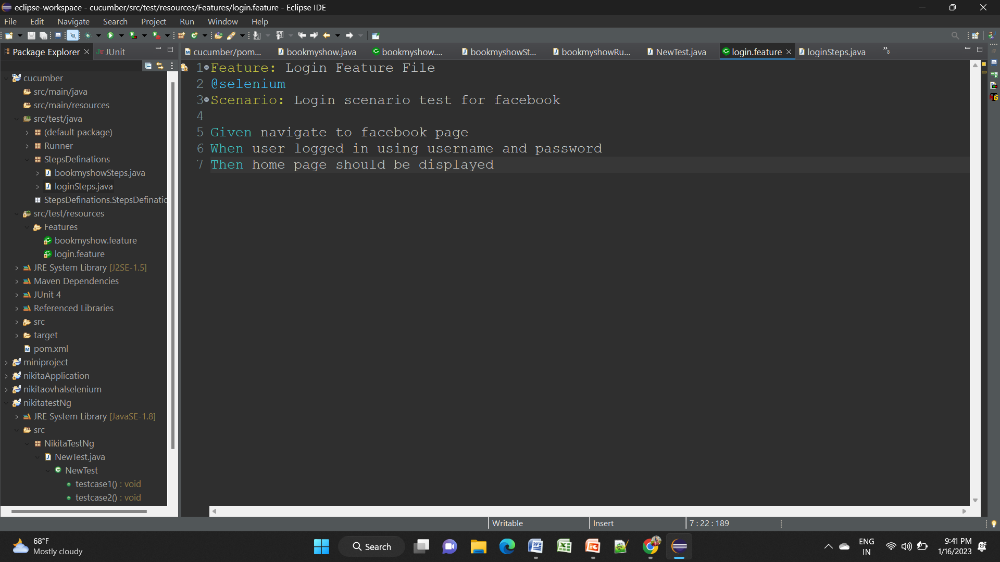 eclipse-workspace - cucumber/src/test/resources/Features/login.feature - Eclipse IDE
File Edit Navigate Search Project Run Window Help
Package Explorer JUnit
cucumber/pom... bookmyshow.java bookmyshow.... bookmyshowSt... bookmyshowRu... NewTest.java login.feature loginSteps.java »8
cucumber
src/main/java
src/main/resources
src/test/java
(default package)
Runner
StepsDefinations
bookmyshowSteps.java
loginSteps.java
StepsDefinations.StepsDefinatic
src/test/resources
Features
bookmyshow.feature
login.feature
JRE System Library [J2SE-1.5]
Maven Dependencies
JUnit 4
Referenced Libraries
src
target
pom.xml
miniproject
nikitaApplication
nikitaovhalselenium
nikitatestNg
JRE System Library [JavaSE-1.8]
src
NikitaTestNg
NewTest.java
NewTest
testcase1() : void
testcase2() : void
1 Feature: Login Feature File
2 @selenium
3 Scenario: Login scenario test for facebook
4
5 Given navigate to facebook page
6 When user logged in using username and password
7 Then home page should be displayed
Writable Insert 7 : 22 : 189
68°F
Mostly cloudy
Search
ENG
IN
9:41 PM
1/16/2023